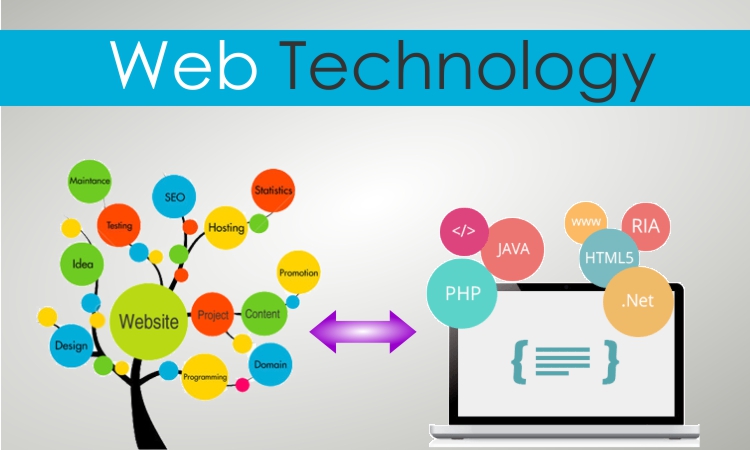 Web Technology
Maintance
SEO
Statistics
Testing
Hosting
Idea
Promotion
Website
Project
Content
Design
Programming
Domain
</>
JAVA
www
RIA
PHP
HTML5
.Net
{ }